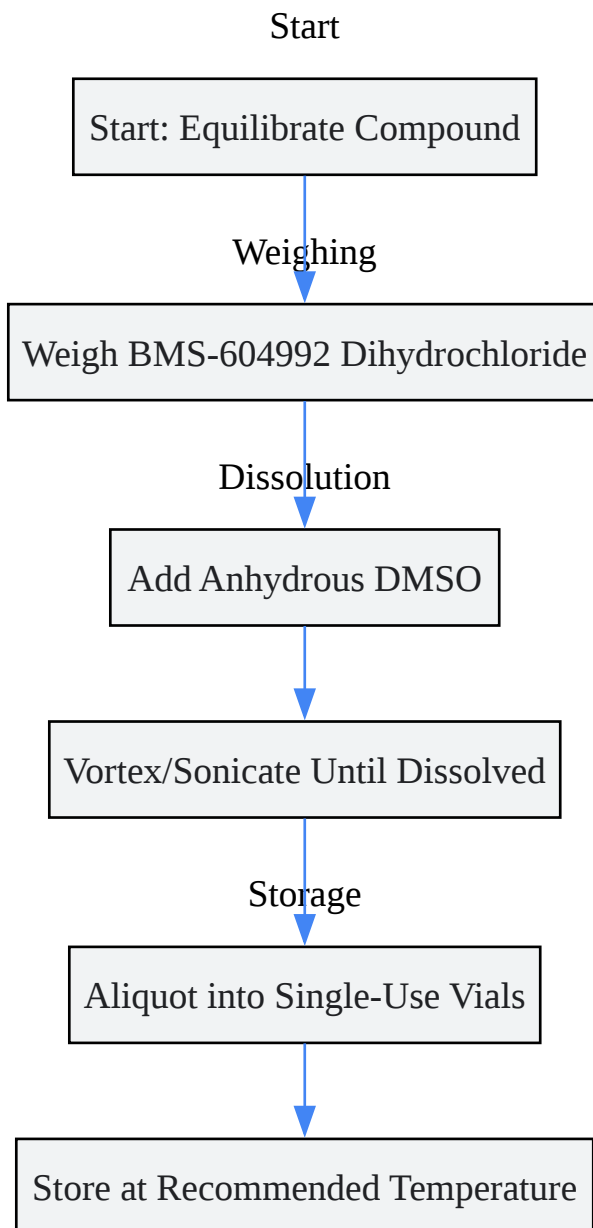 Start
Start: Equilibrate Compound
Weighing
Weigh BMS-604992 Dihydrochloride
Dissolution
Add Anhydrous DMSO
Vortex/Sonicate Until Dissolved
Storage
Aliquot into Single-Use Vials
Store at Recommended Temperature